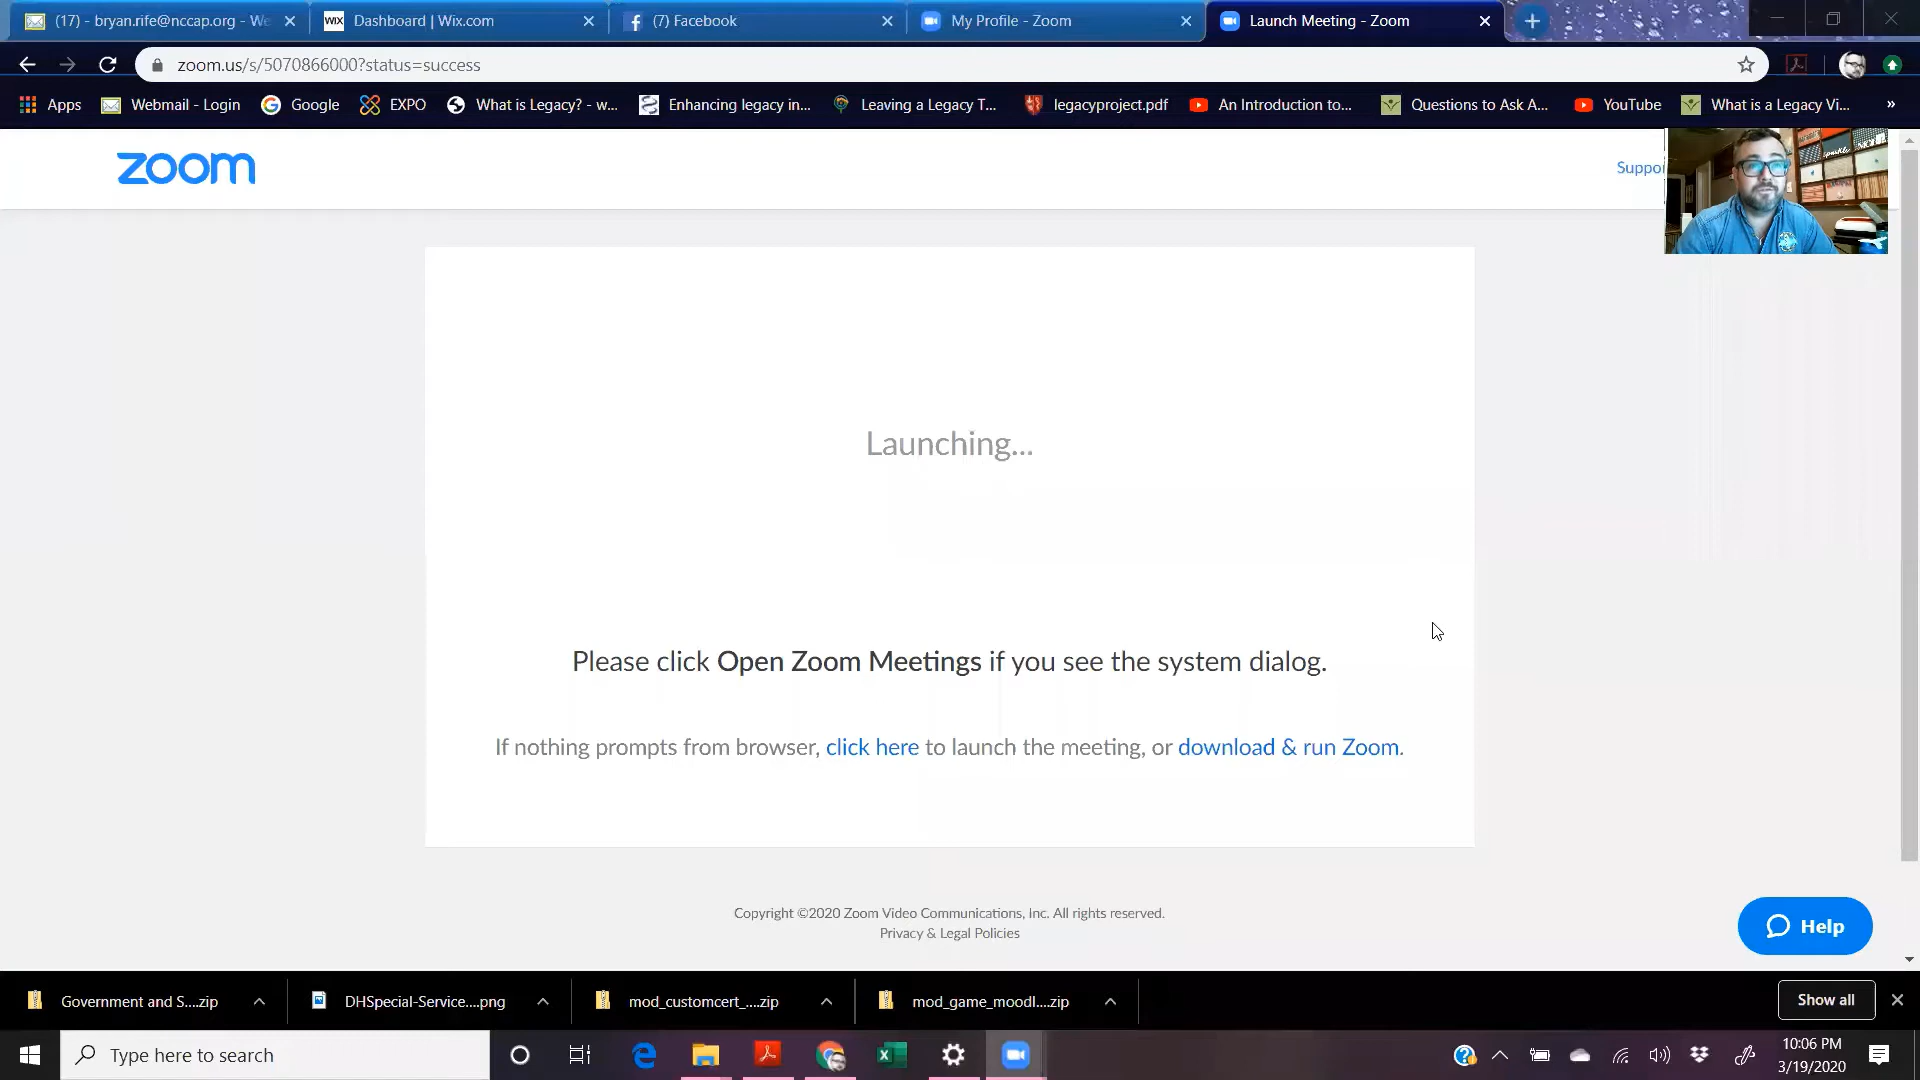 (17) - bryan.rife@nccap.org - We
WIX Dashboard | Wix.com
(7) Facebook
My Profile - Zoom
Launch Meeting - Zoom
zoom.us/s/5070866000?status=success
Apps
Webmail - Login
Google
EXPO
What is Legacy? - w...
Enhancing legacy in...
Leaving a Legacy T...
legacyproject.pdf
An Introduction to...
Questions to Ask A...
YouTube
What is a Legacy Vi...
»
zoom
Suppor
Launching...
Please click Open Zoom Meetings if you see the system dialog.
If nothing prompts from browser, click here to launch the meeting, or download & run Zoom.
Copyright ©2020 Zoom Video Communications, Inc. All rights reserved.
Privacy & Legal Policies
Help
Government and S....zip
DHSpecial-Service....png
mod_customcert_....zip
mod_game_moodl....zip
Show all
Type here to search
10:06 PM
3/19/2020